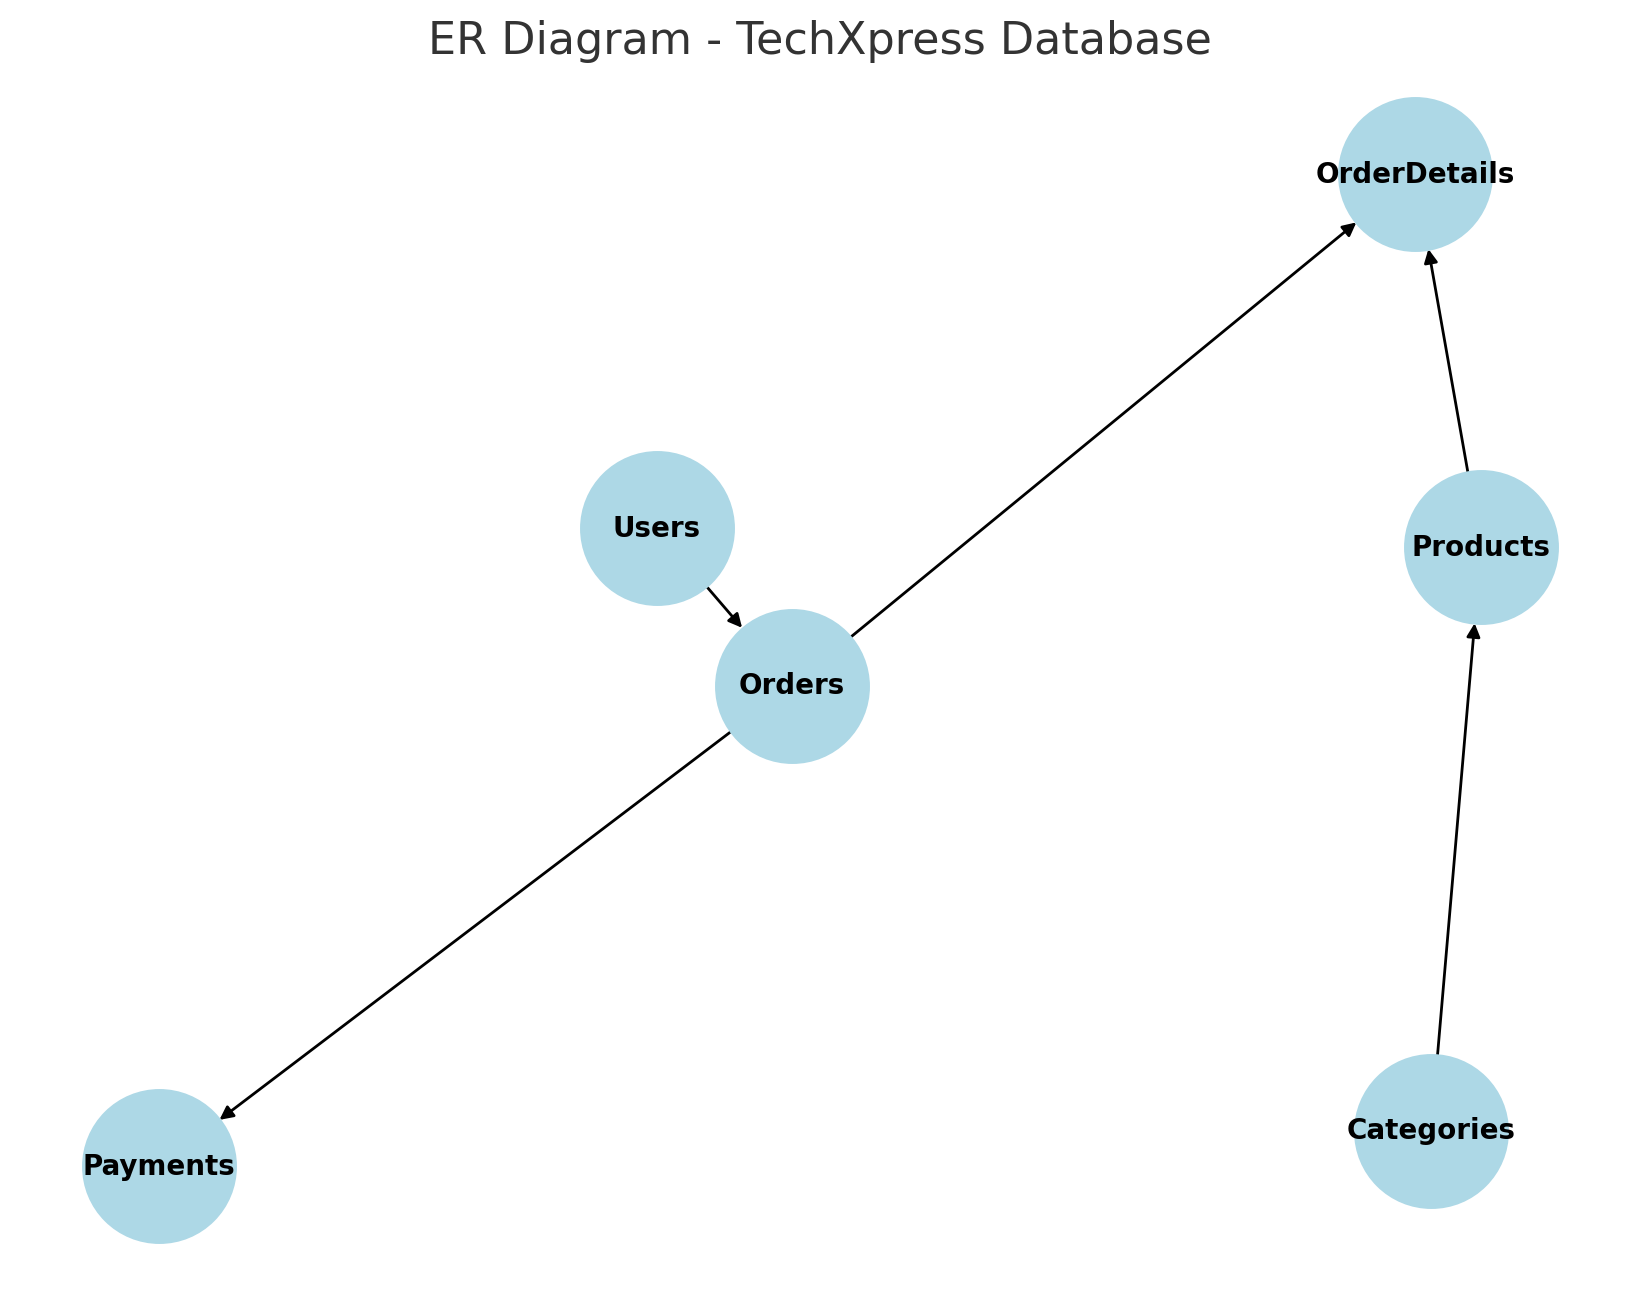 ER Diagram - TechXpress Database
OrderDetails
Users
Products
Orders
Categories
Payments